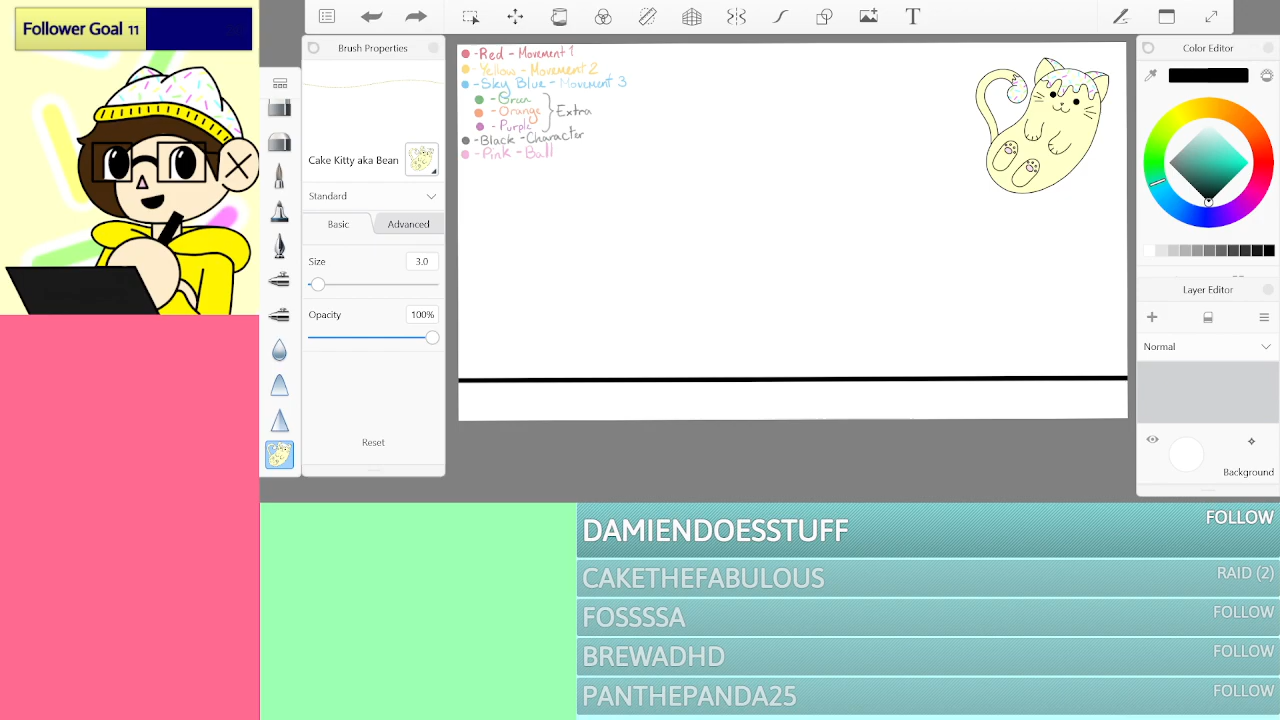 Follower Goal 11
Brush Properties
Cake Kitty aka Bean
Standard
Basic
Advanced
Size
3.0
Opacity
100%
Reset
-Red - Movement 1
-Yellow - Movement 2
-Sky Blue - Movement 3
- Green
- Orange
- Purple
Extra
-Black -Character
-Pink -Ball
T
Color Editor
Layer Editor
Normal
Background
DAMIENDOESSTUFF FOLLOW
CAKETHEFABULOUS RAID (2)
FOSSSSA FOLLOW
BREWADHD FOLLOW
PANTHEPANDA25 FOLLOW